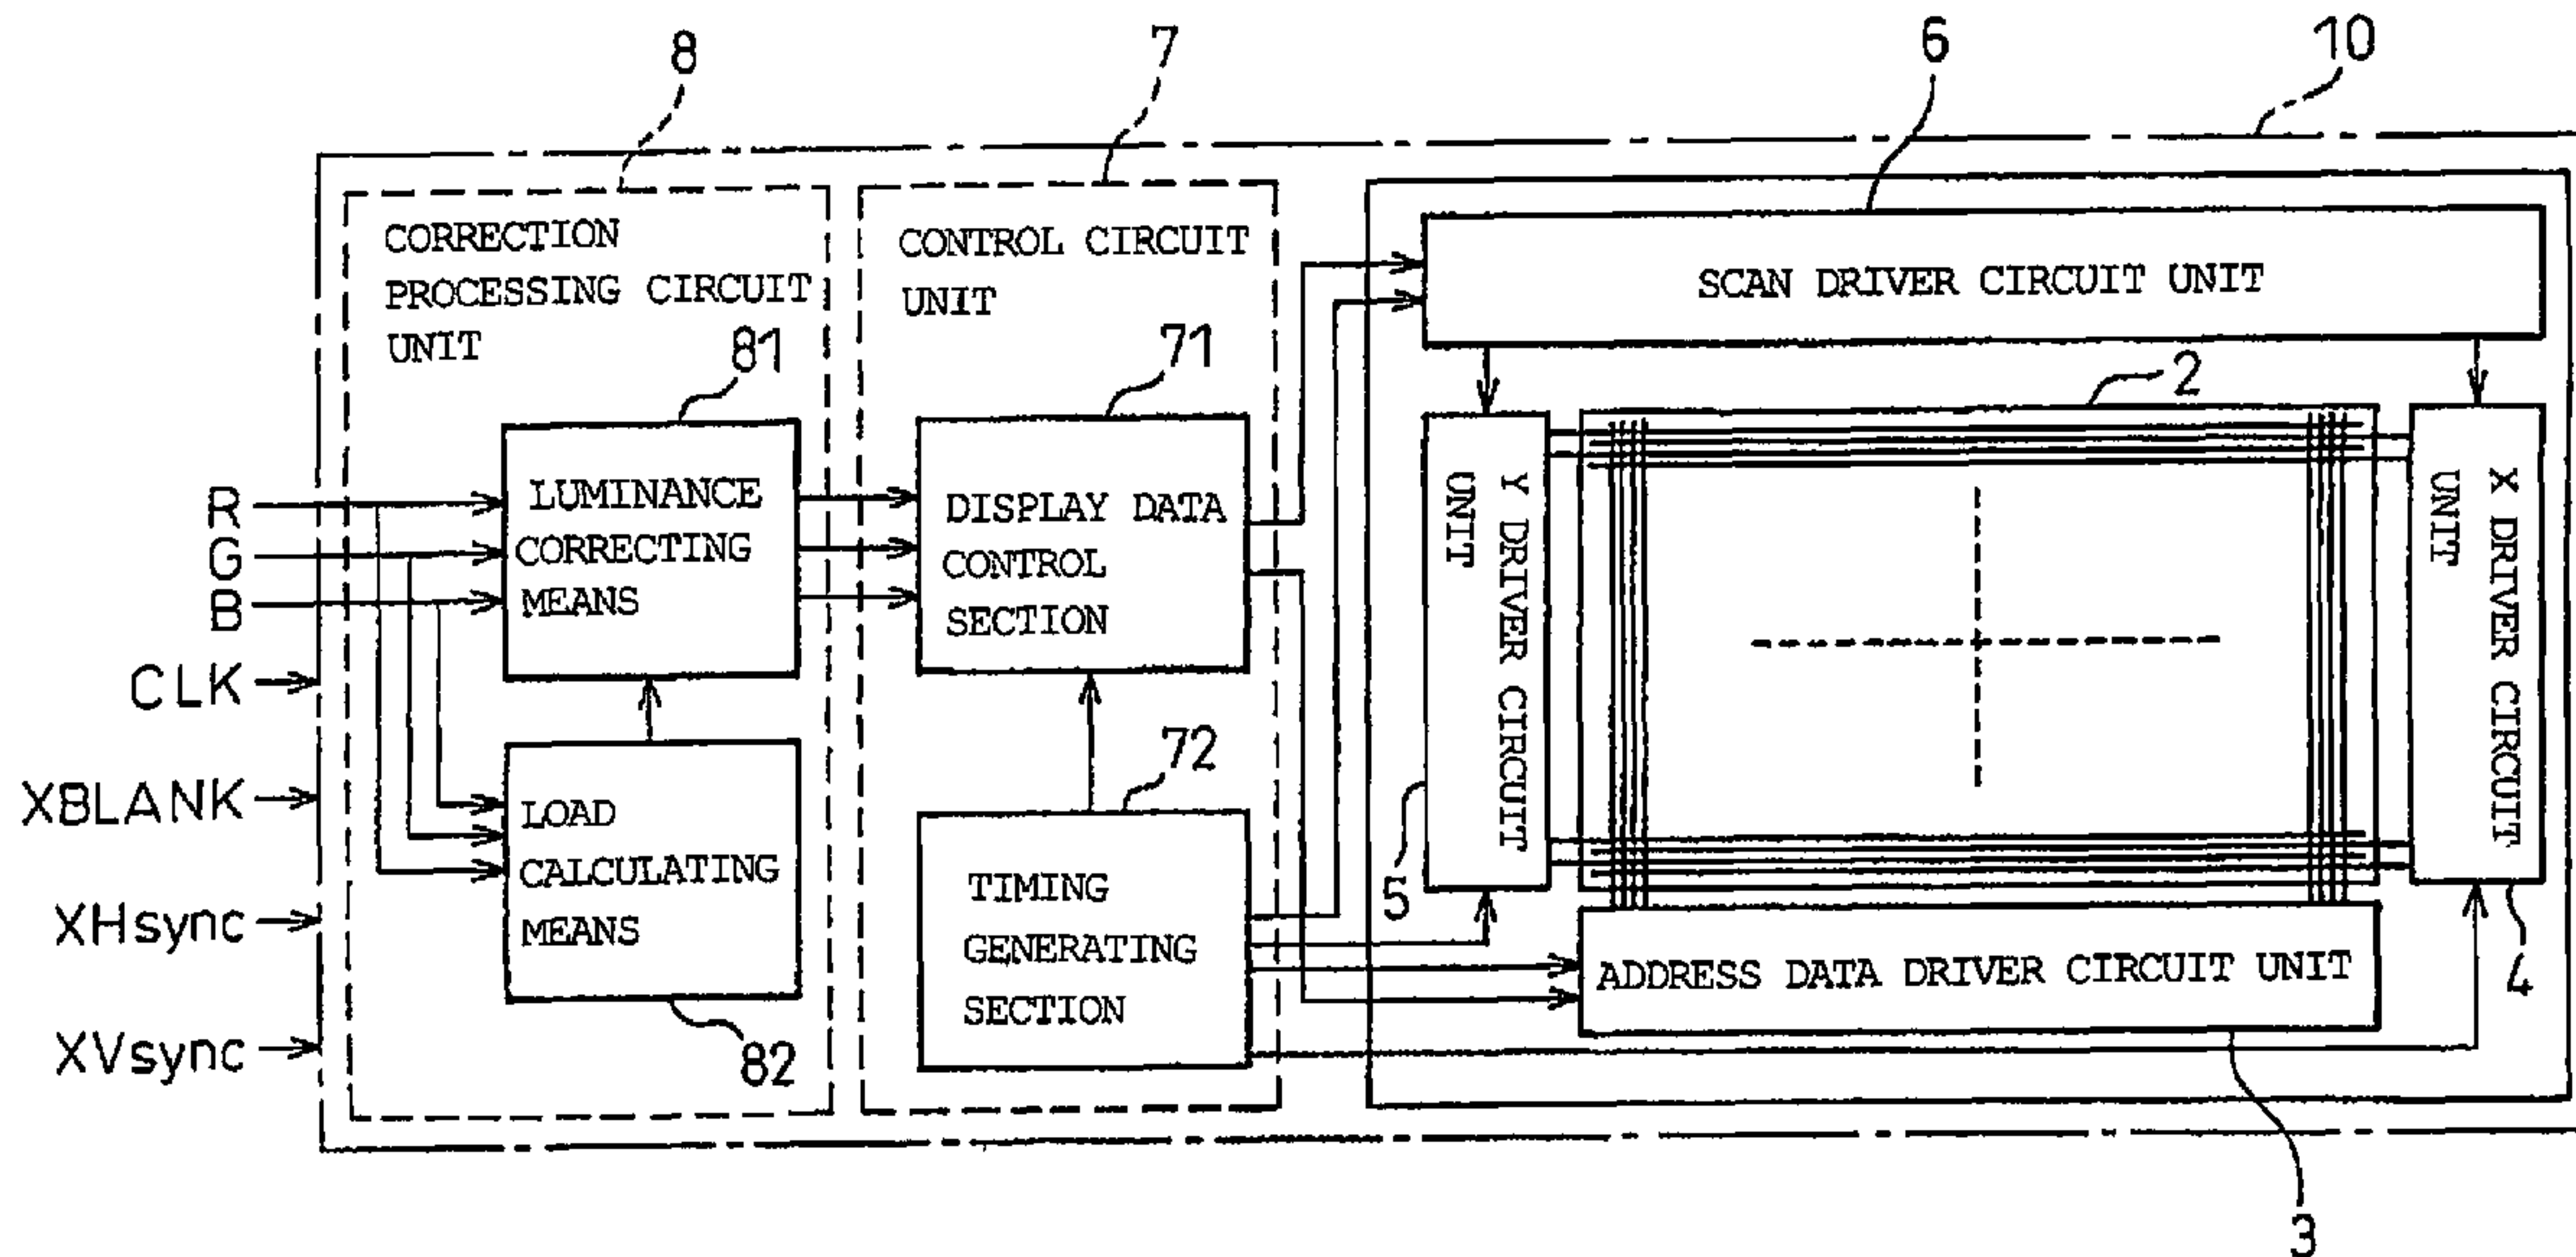 8
7
6
10
CORRECTION
PROCESSING CIRCUIT
UNIT
CONTROL CIRCUIT
UNIT
SCAN DRIVER CIRCUIT UNIT
81
71
2
R
G
B
CLK
XBLANK
XHsync
XVsync
LUMINANCE
CORRECTING
MEANS
DISPLAY DATA
CONTROL
SECTION
Y DRIVER CIRCUIT
UNIT
X DRIVER CIRCUIT
UNIT
72
LOAD
CALCULATING
MEANS
TIMING
GENERATING
SECTION
5
4
ADDRESS DATA DRIVER CIRCUIT UNIT
82
3